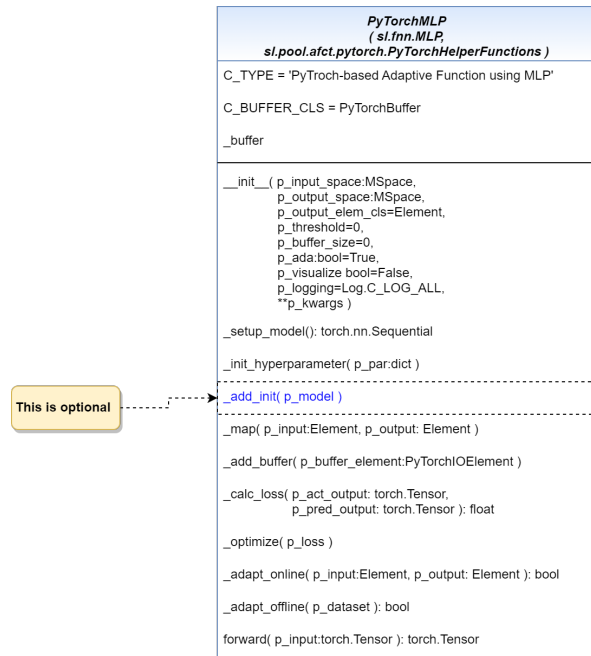 PyTorchMLP
( sl.fnn.MLP,
sl.pool.afct.pytorch.PyTorchHelperFunctions )
C_TYPE = 'PyTroch-based Adaptive Function using MLP'
C_BUFFER_CLS = PyTorchBuffer
_buffer
__init__( p_input_space:MSpace,
p_output_space:MSpace,
p_output_elem_cls=Element,
p_threshold=0,
p_buffer_size=0,
p_ada:bool=True,
p_visualize bool=False,
p_logging=Log.C_LOG_ALL,
**p_kwargs )
_setup_model(): torch.nn.Sequential
_init_hyperparameter( p_par:dict )
This is optional
_add_init( p_model )
_map( p_input:Element, p_output: Element )
_add_buffer( p_buffer_element:PyTorchIOElement )
_calc_loss( p_act_output: torch.Tensor,
p_pred_output: torch.Tensor ): float
_optimize( p_loss )
_adapt_online( p_input:Element, p_output: Element ): bool
_adapt_offline( p_dataset ): bool
forward( p_input:torch.Tensor ): torch.Tensor